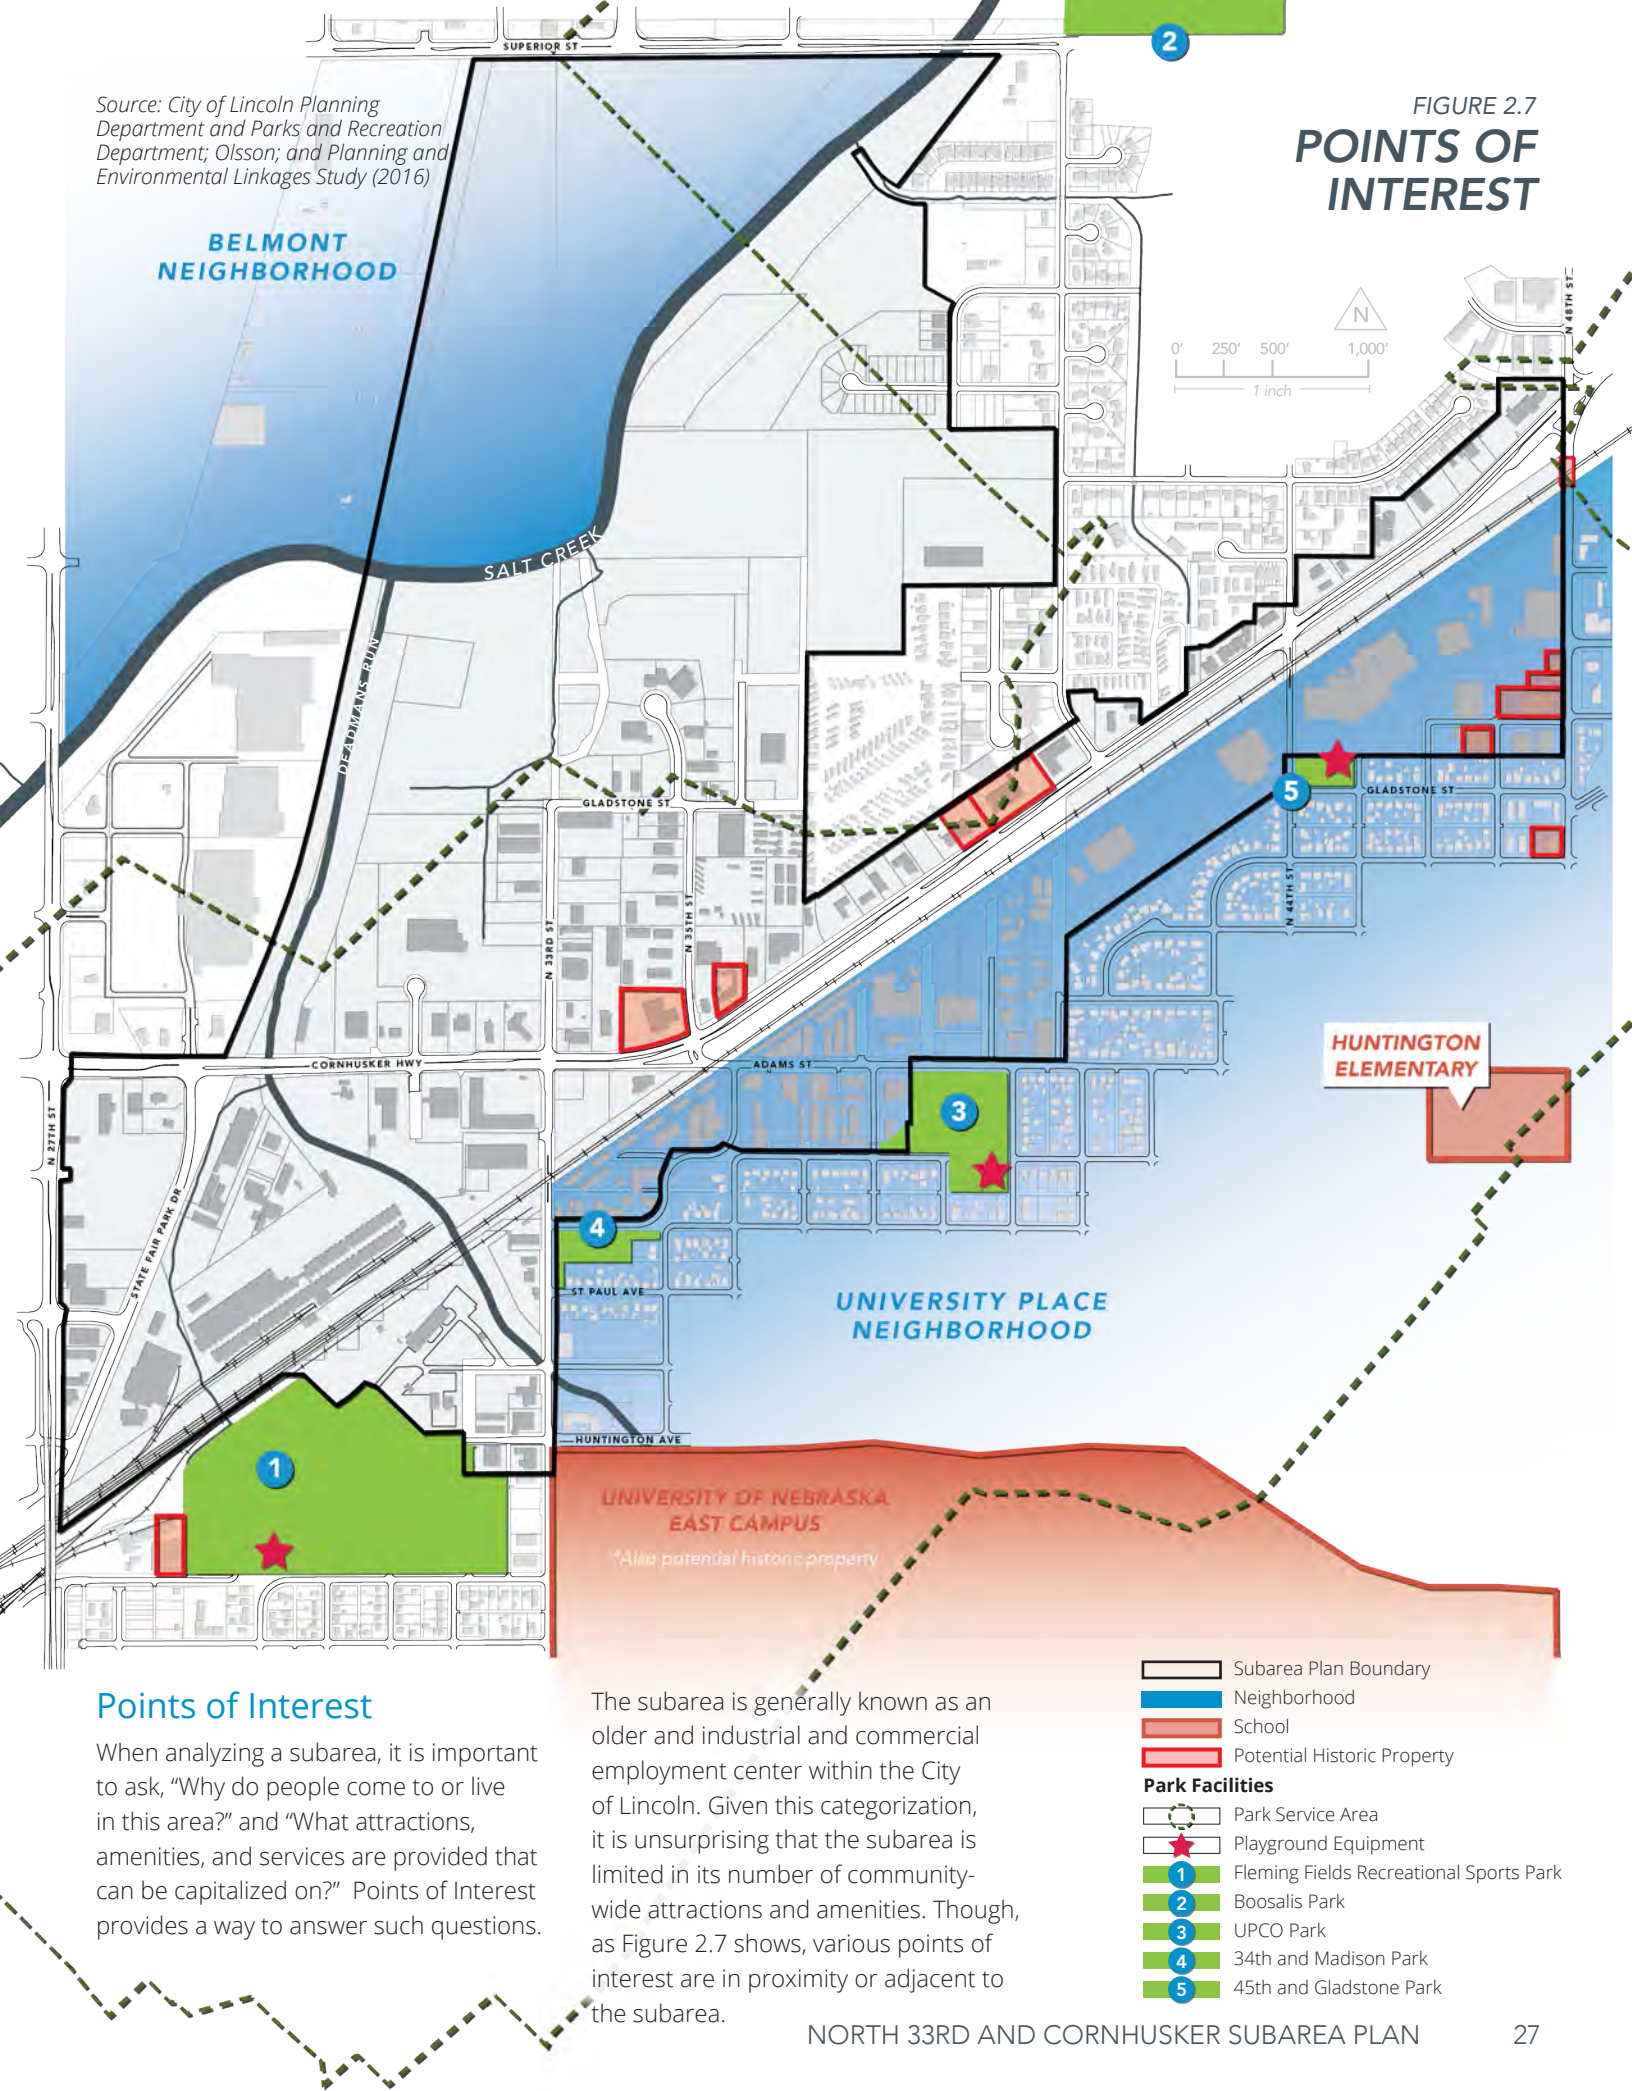 SUPERIOR ST
2
Source: City of Lincoln Planning
Department and Parks and Recreation
Department; Olsson; and Planning and
Environmental Linkages Study (2016)
FIGURE 2.7
POINTS OF
INTEREST
BELMONT
NEIGHBORHOOD
N 48TH ST
N
0' 250' 500' 1,000'
1 inch
SALT CREEK
DEADMANS RUN
GLADSTONE ST
5
GLADSTONE ST
N 44TH ST
N 35TH ST
N 33RD ST
HUNTINGTON
ELEMENTARY
CORNHUSKER HWY
ADAMS ST
3
N 27TH ST
STATE FAIR PARK DR
4
ST PAUL AVE
UNIVERSITY PLACE
NEIGHBORHOOD
HUNTINGTON AVE
1
UNIVERSITY OF NEBRASKA
EAST CAMPUS
*Also potential historic property
Points of Interest
When analyzing a subarea, it is important
to ask, “Why do people come to or live
in this area?” and “What attractions,
amenities, and services are provided that
can be capitalized on?” Points of Interest
provides a way to answer such questions.
The subarea is generally known as an
older and industrial and commercial
employment center within the City
of Lincoln. Given this categorization,
it is unsurprising that the subarea is
limited in its number of community-
wide attractions and amenities. Though,
as Figure 2.7 shows, various points of
interest are in proximity or adjacent to
the subarea.
Subarea Plan Boundary
Neighborhood
School
Potential Historic Property
Park Facilities
Park Service Area
Playground Equipment
1 Fleming Fields Recreational Sports Park
2 Boosalis Park
3 UPCO Park
4 34th and Madison Park
5 45th and Gladstone Park
NORTH 33RD AND CORNHUSKER SUBAREA PLAN 27